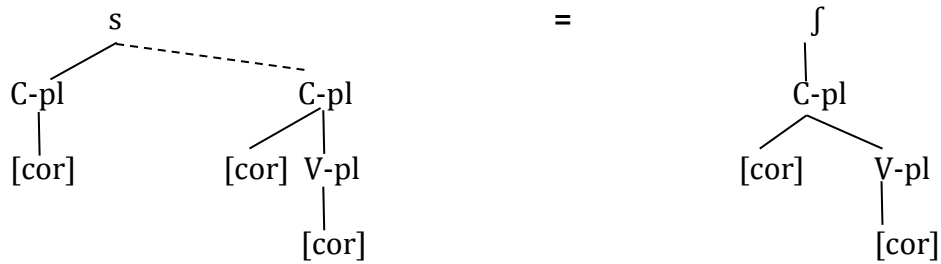 s = ʃ
C-pl C-pl C-pl
[cor] [cor] V-pl [cor] V-pl
[cor] [cor]